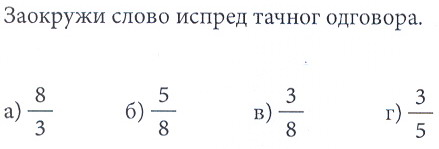 Заокружи слово испред тачног одговора.
а) 8/3 б) 5/8 в) 3/8 г) 3/5